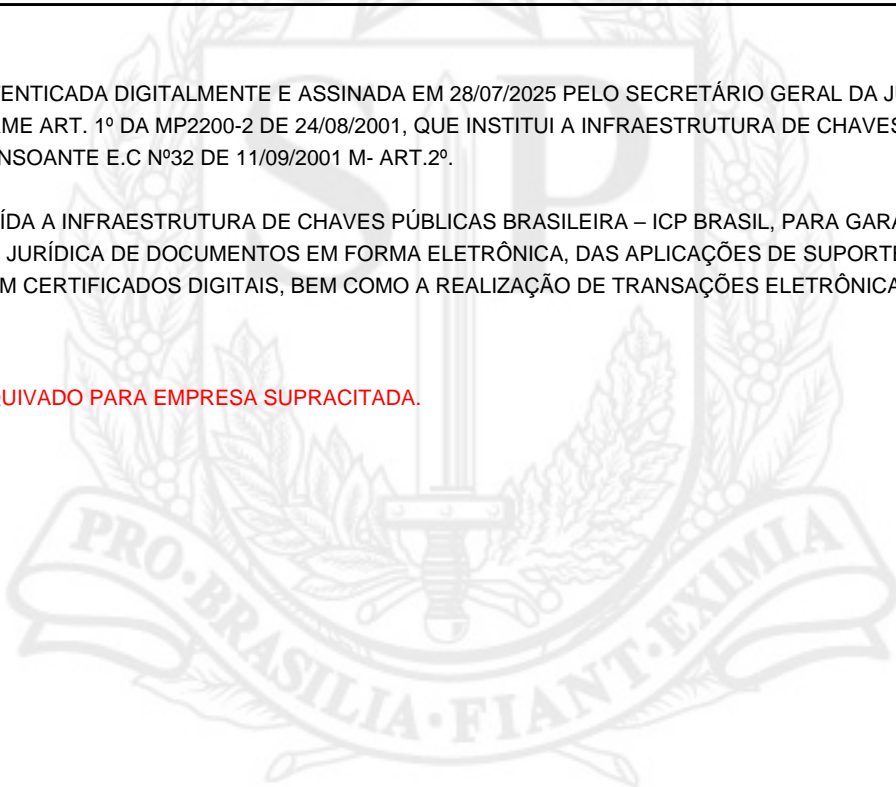 ENTICADA DIGITALMENTE E ASSINADA EM 28/07/2025 PELO SECRETÁRIO GERAL DA J
ME ART. 1º DA MP2200-2 DE 24/08/2001, QUE INSTITUI A INFRAESTRUTURA DE CHAVES
NSOANTE E.C Nº32 DE 11/09/2001 M- ART.2º.
ÍDA A INFRAESTRUTURA DE CHAVES PÚBLICAS BRASILEIRA – ICP BRASIL, PARA GARA
JURÍDICA DE DOCUMENTOS EM FORMA ELETRÔNICA, DAS APLICAÇÕES DE SUPORTE
M CERTIFICADOS DIGITAIS, BEM COMO A REALIZAÇÃO DE TRANSAÇÕES ELETRÔNICA
UIVADO PARA EMPRESA SUPRACITADA.
SP
PRO·BRASILIA·FIANT·EXIMIA